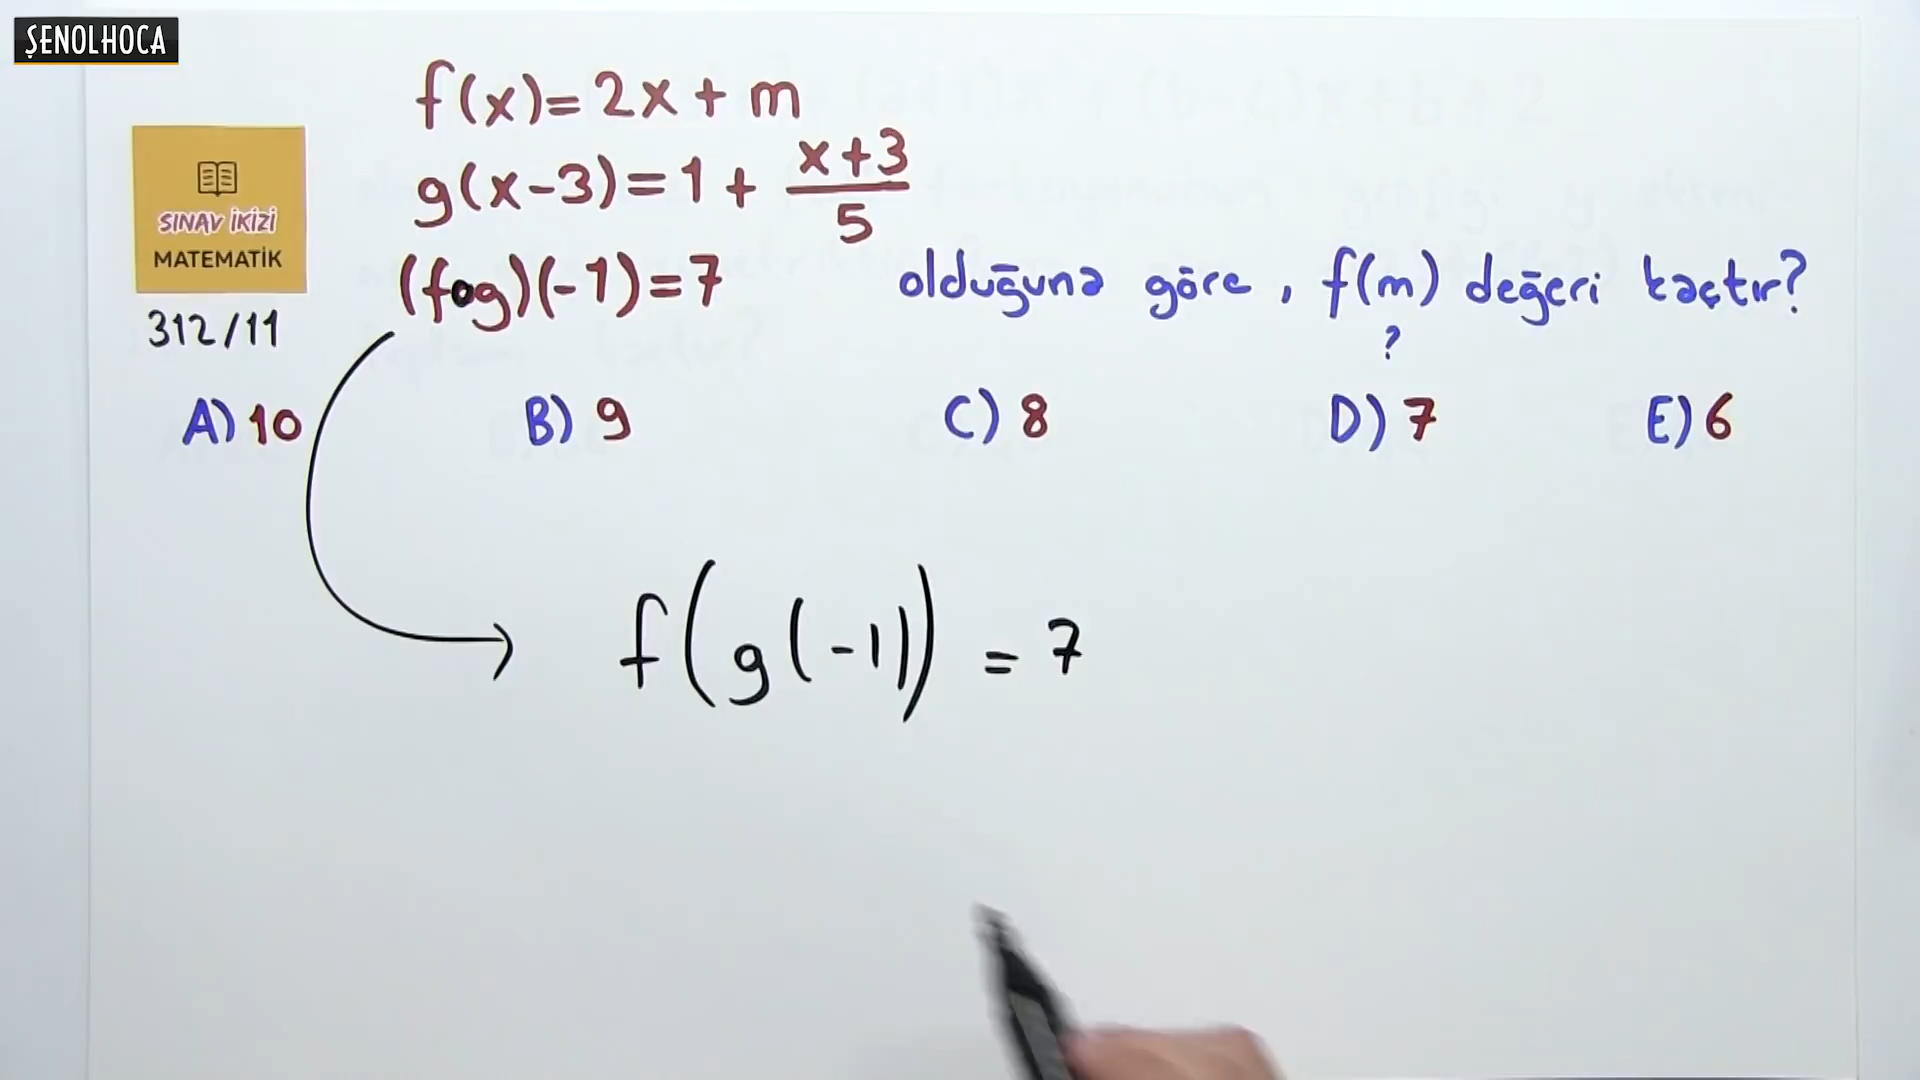 ŞENOLHOCA
f(x)=2x+m
g(x-3)=1+ (x+3)/5
SINAV İKİZİ
MATEMATİK
(fog)(-1)=7 olduğuna göre, f(m) değeri kaçtır?
?
312/11
A) 10 B) 9 C) 8 D) 7 E) 6
f(g(-1)) = 7